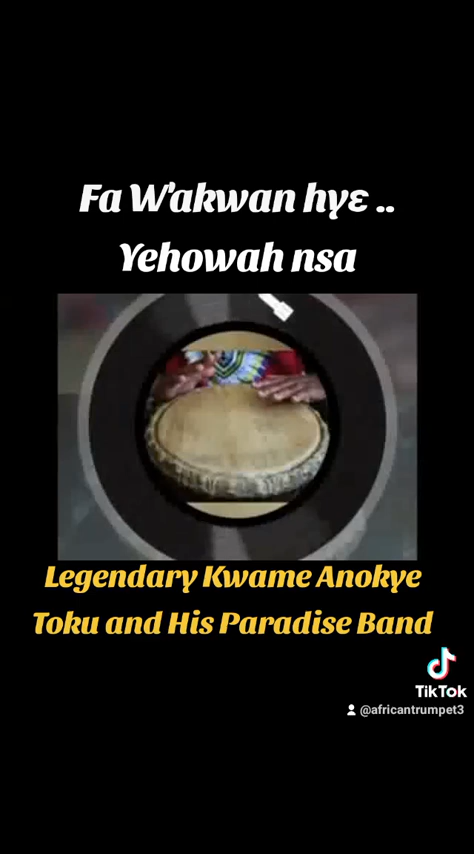 Fa W'akwan hyɛ ..
Yehowah nsa
Legendary Kwame Anokye
Toku and His Paradise Band
TikTok
@africantrumpet3